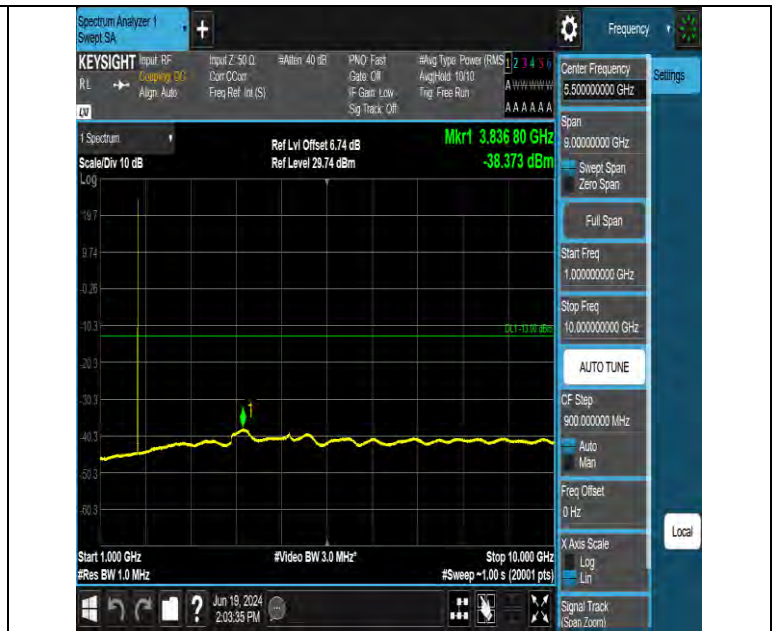 Spectrum Analyzer 1
Swept SA
+
Frequency
KEYSIGHT
RL
LXI
Input: RF
Coupling: DC
Align: Auto
Input Z: 50 Ω
Corr CCorr
Freq Ref: Int (S)
#Atten: 40 dB
PNO: Fast
Gate: Off
IF Gain: Low
Sig Track: Off
#Avg Type: Power (RMS)
Avg|Hold: 10/10
Trig: Free Run
1 2 3 4 5 6
A W W W W W
A A A A A A
Settings
Center Frequency
5.500000000 GHz
Span
9.00000000 GHz
Swept Span
Zero Span
Full Span
Start Freq
1.000000000 GHz
Stop Freq
10.000000000 GHz
AUTO TUNE
CF Step
900.000000 MHz
Auto
Man
Freq Offset
0 Hz
X Axis Scale
Log
Lin
Signal Track
(Span Zoom)
Local
1 Spectrum
Scale/Div 10 dB
Ref Lvl Offset 6.74 dB
Ref Level 29.74 dBm
Mkr1 3.836 80 GHz
-38.373 dBm
Log
19.7
9.74
-0.26
-10.3
-20.3
-30.3
-40.3
-50.3
-60.3
DL1 -13.00 dBm
1
Start 1.000 GHz
#Res BW 1.0 MHz
#Video BW 3.0 MHz*
Stop 10.000 GHz
#Sweep ~1.00 s (20001 pts)
?
Jun 19, 2024
2:03:35 PM